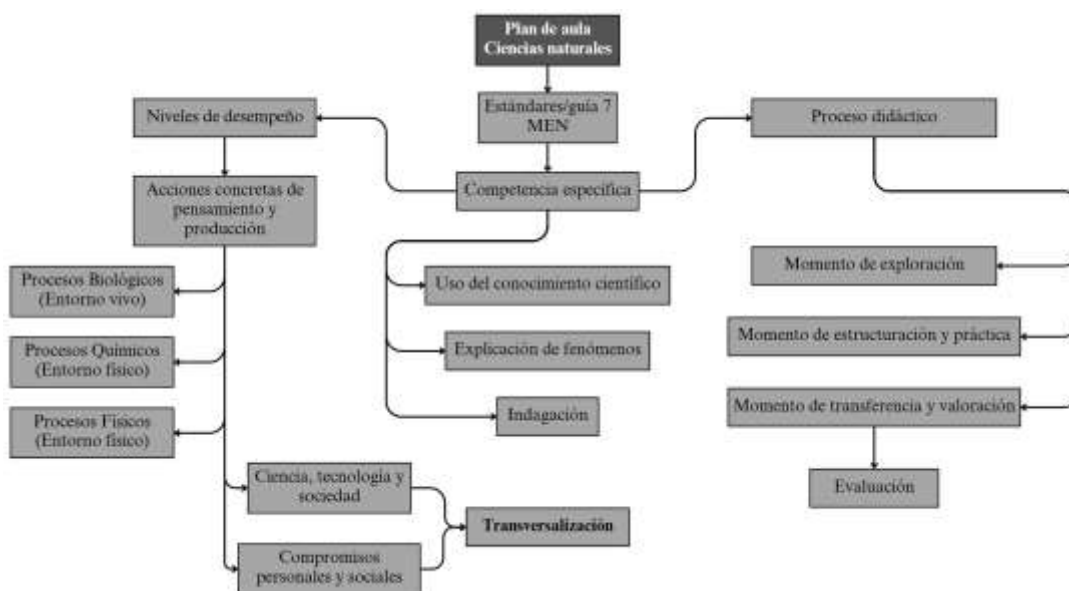 Plan de aula
Ciencias naturales
Estándares/guía 7
MEN
Niveles de desempeño
Proceso didáctico
Competencia específica
Acciones concretas de
pensamiento y
producción
Procesos Biológicos
(Entorno vivo)
Procesos Químicos
(Entorno físico)
Procesos Físicos
(Entorno físico)
Uso del conocimiento científico
Explicación de fenómenos
Indagación
Momento de exploración
Momento de estructuración y práctica
Momento de transferencia y valoración
Evaluación
Ciencia, tecnología y
sociedad
Transversalización
Compromisos
personales y sociales